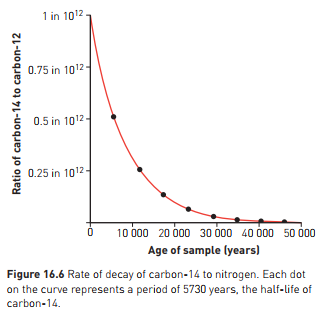 1 in 10¹²
0.75 in 10¹²
0.5 in 10¹²
0.25 in 10¹²
Ratio of carbon-14 to carbon-12
0 10 000 20 000 30 000 40 000 50 000
Age of sample (years)
Figure 16.6 Rate of decay of carbon-14 to nitrogen. Each dot
on the curve represents a period of 5730 years, the half-life of
carbon-14.